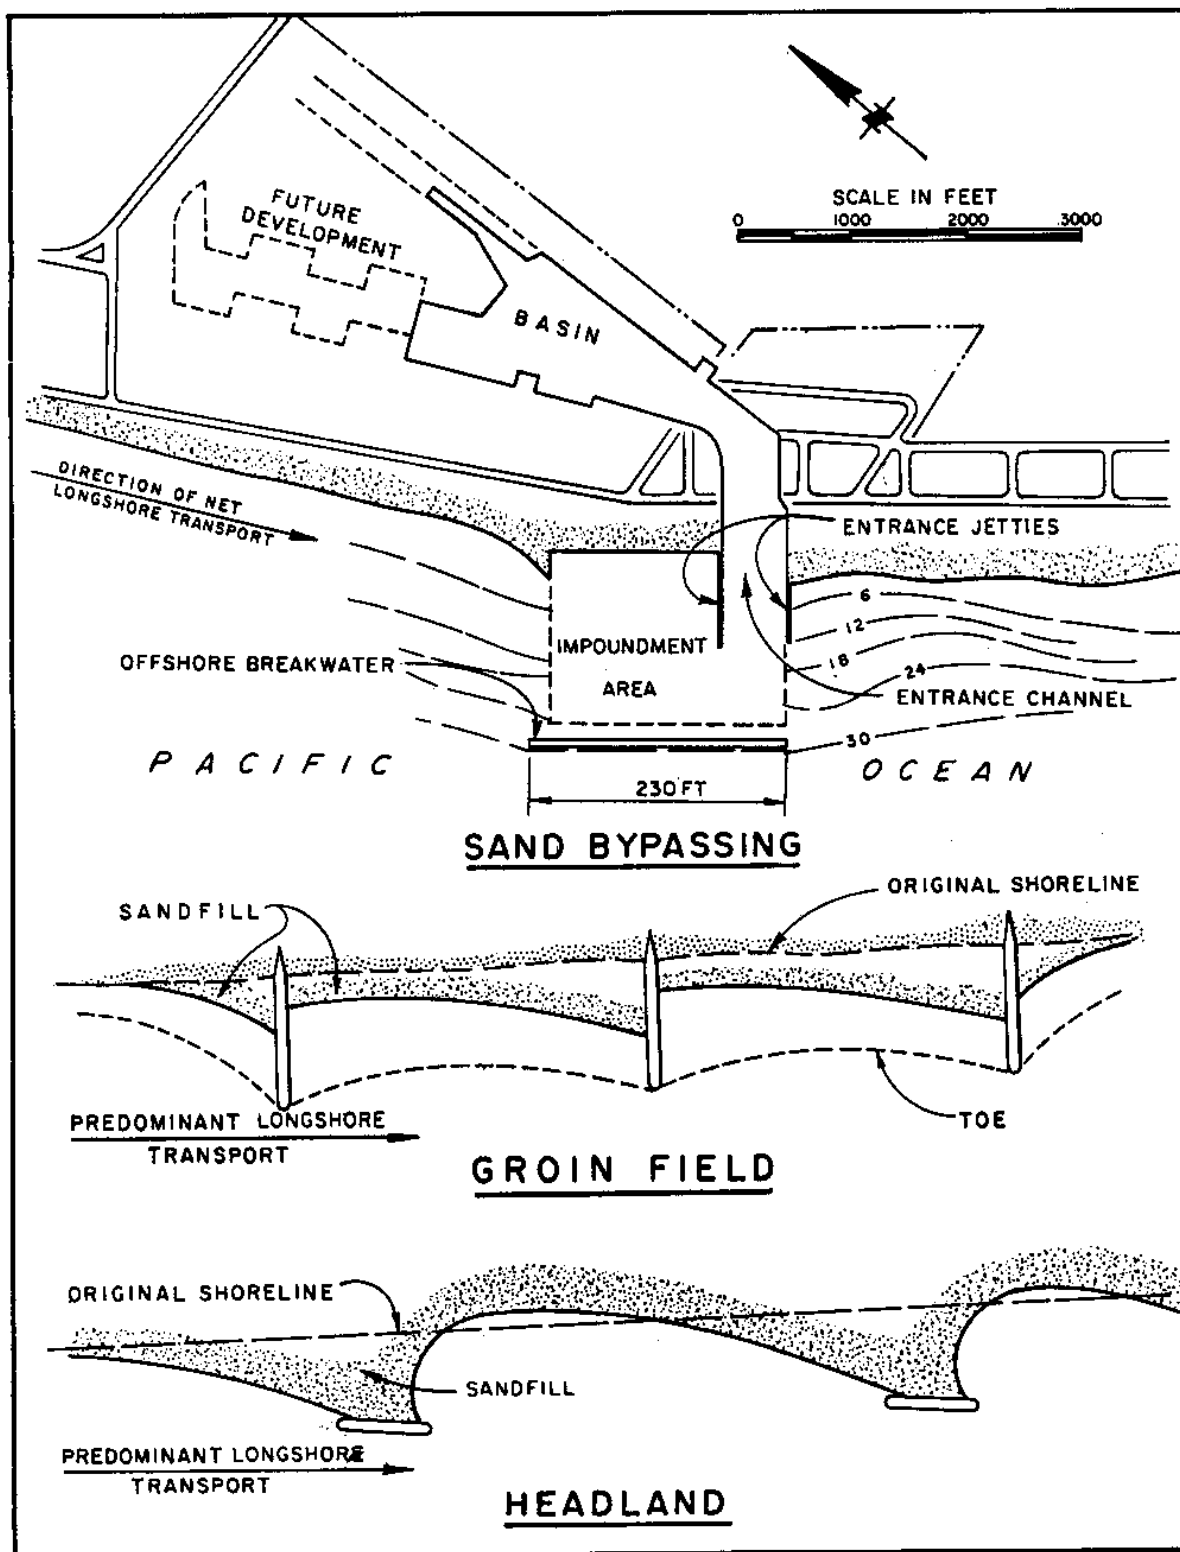 SCALE IN FEET
0 1000 2000 3000
FUTURE
DEVELOPMENT
BASIN
DIRECTION OF NET
LONGSHORE TRANSPORT
ENTRANCE JETTIES
6
12
18
24
30
IMPOUNDMENT
AREA
OFFSHORE BREAKWATER
ENTRANCE CHANNEL
PACIFIC
OCEAN
230 FT
SAND BYPASSING
SANDFILL
ORIGINAL SHORELINE
PREDOMINANT LONGSHORE
TRANSPORT
TOE
GROIN FIELD
ORIGINAL SHORELINE
SANDFILL
PREDOMINANT LONGSHORE
TRANSPORT
HEADLAND